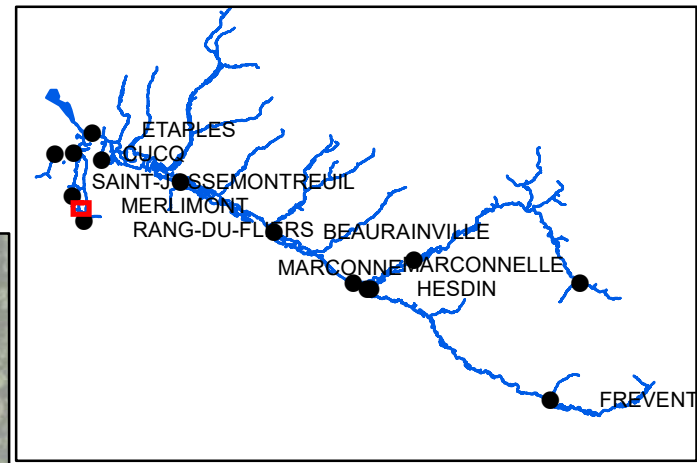 ETAPLES
CUCQ
SAINT-JOSSE
MONTREUIL
MERLIMONT
RANG-DU-FLIERS
BEAURAINVILLE
MARCONNE
MARCONNELLE
HESDIN
FREVENT